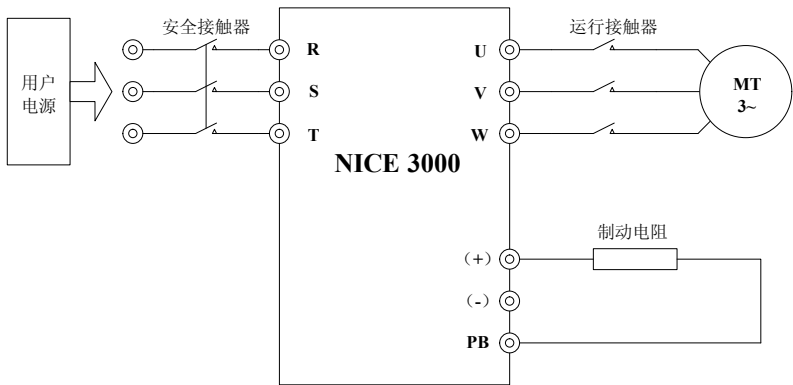 安全接触器
运行接触器
用户
电源
R
S
T
U
V
W
MT
3~
NICE 3000
制动电阻
（+）
（-）
PB